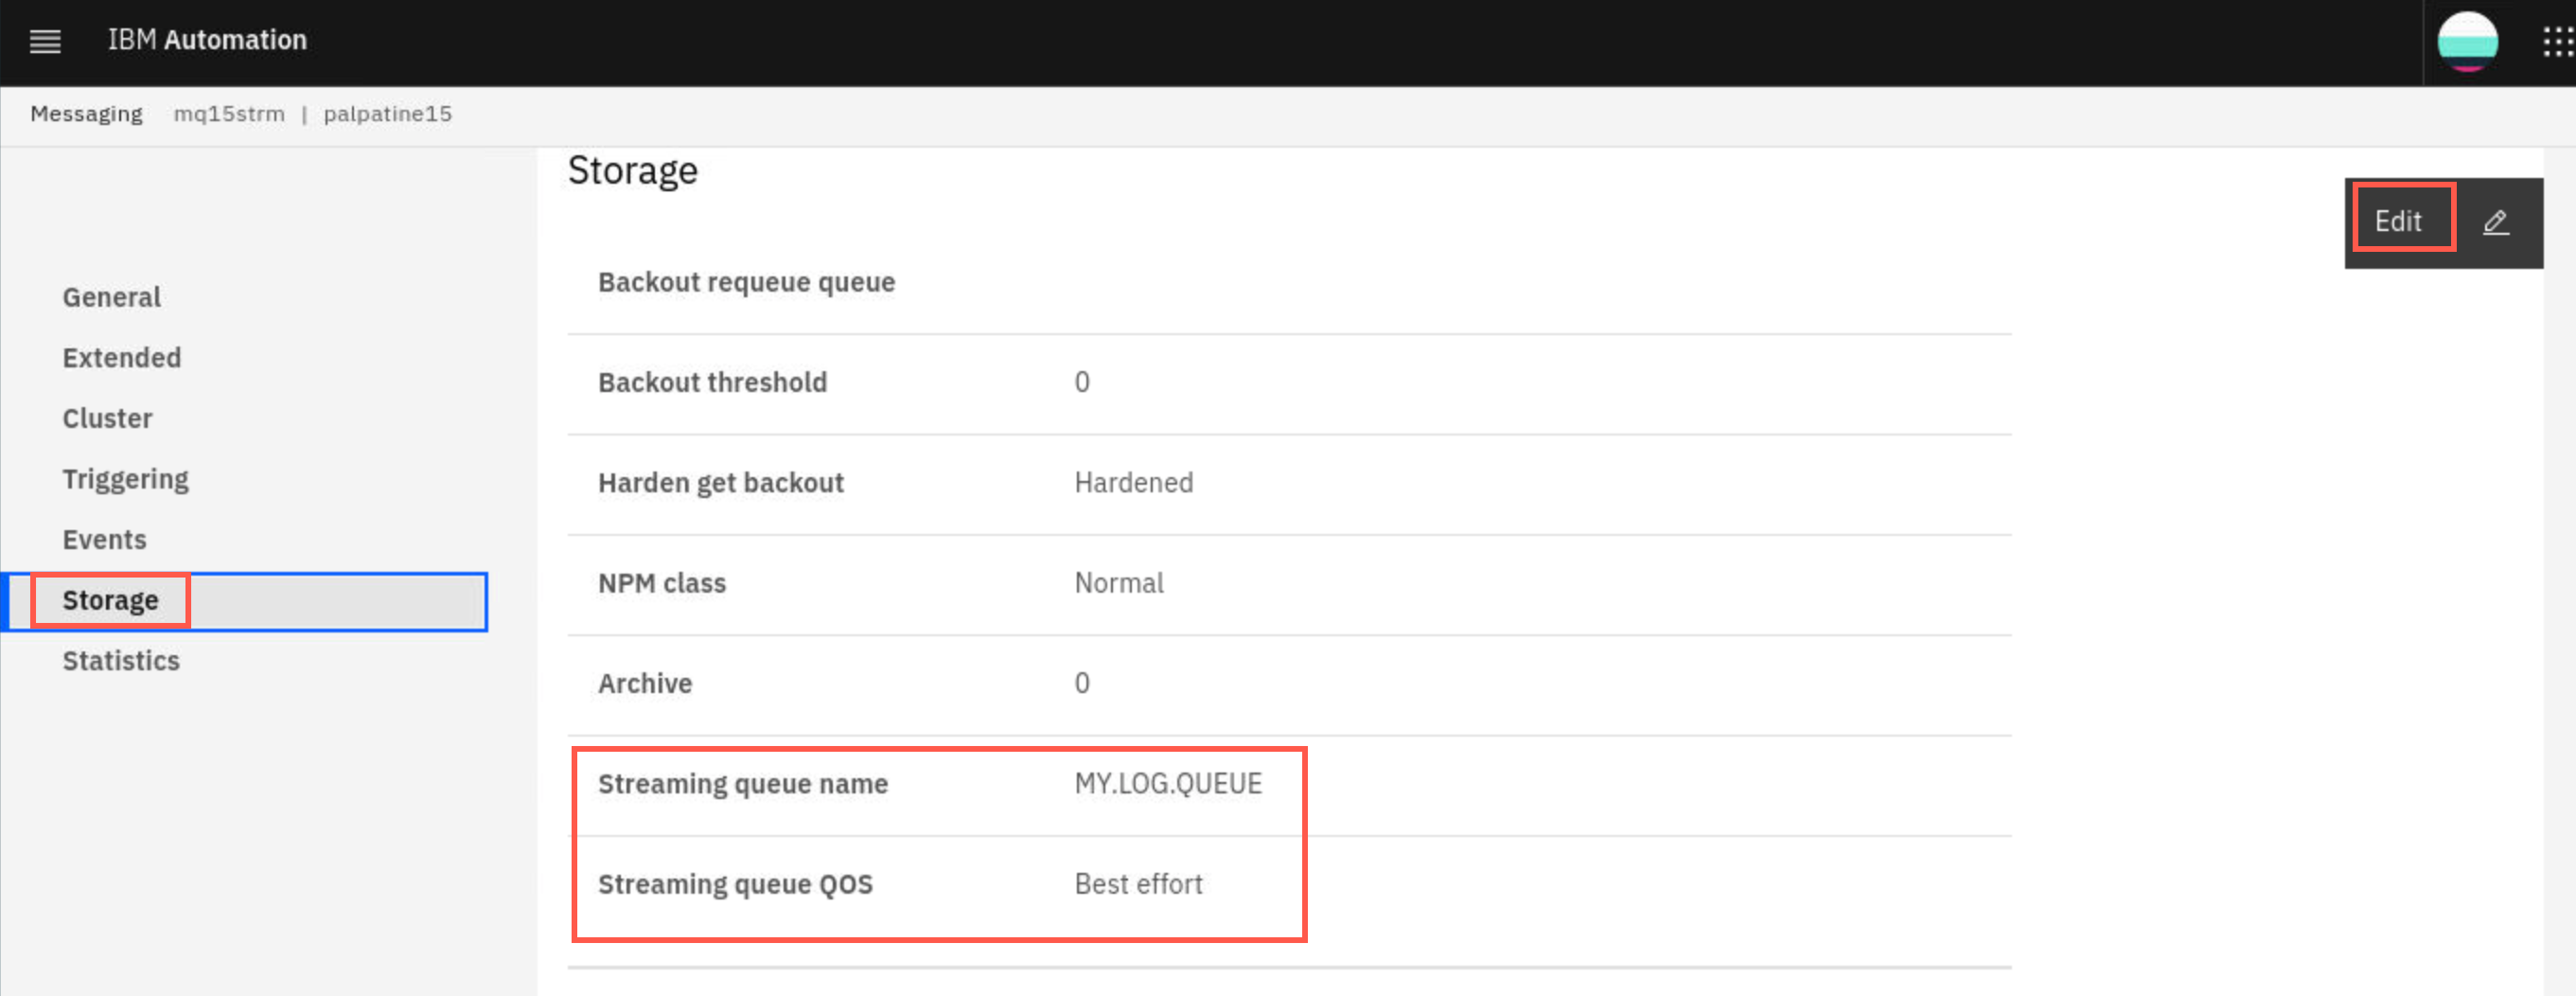 IBM Automation
Messaging mq15strm | palpatine15
Storage
Edit
General
Extended
Cluster
Triggering
Events
Storage
Statistics
Backout requeue queue
Backout threshold 0
Harden get backout Hardened
NPM class Normal
Archive 0
Streaming queue name MY.LOG.QUEUE
Streaming queue QOS Best effort